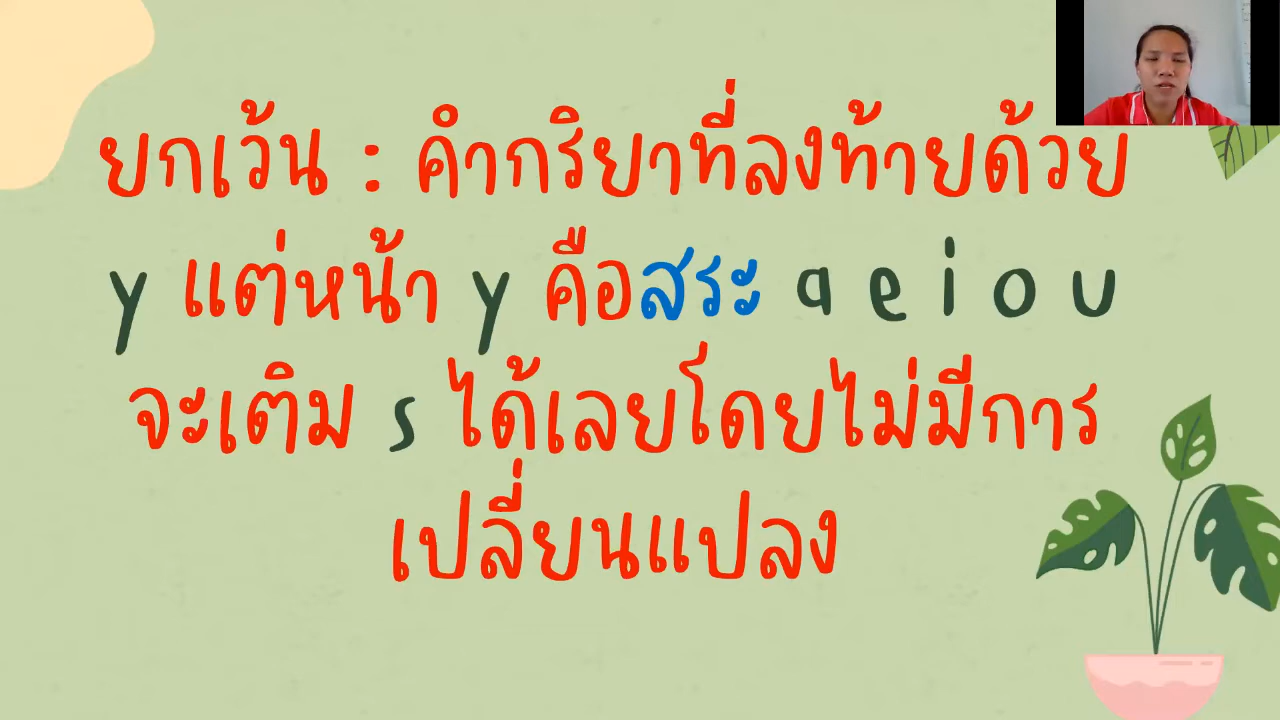 ยกเว้น : คำกริยาที่ลงท้ายด้วย
y แต่หน้า y คือสระ a e i o u
จะเติม s ได้เลยโดยไม่มีการ
เปลี่ยนแปลง